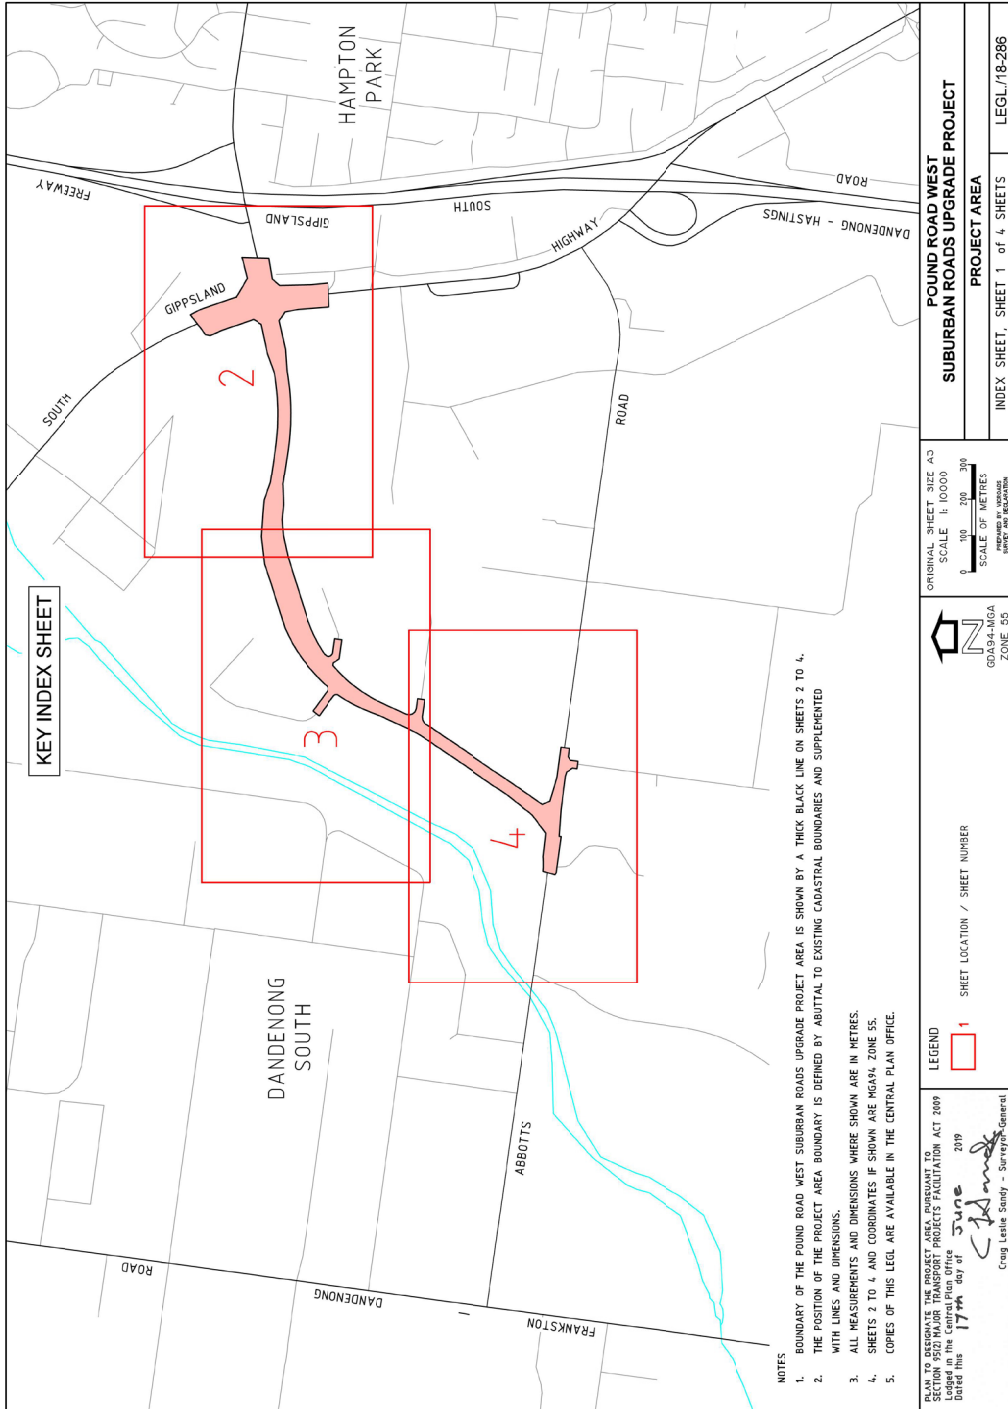 KEY INDEX SHEET
HAMPTON
PARK
DANDENONG
SOUTH
SOUTH
GIPPSLAND
HIGHWAY
FREEWAY
GIPPSLAND
SOUTH
DANDENONG - HASTINGS
ROAD
ABBOTTS
ROAD
FRANKSTON
-
DANDENONG
ROAD
2
3
4
NOTES
1. BOUNDARY OF THE POUND ROAD WEST SUBURBAN ROADS UPGRADE PROJET AREA IS SHOWN BY A THICK BLACK LINE ON SHEETS 2 TO 4.
2. THE POSITION OF THE PROJECT AREA BOUNDARY IS DEFINED BY ABUTTAL TO EXISTING CADASTRAL BOUNDARIES AND SUPPLEMENTED
WITH LINES AND DIMENSIONS.
3. ALL MEASUREMENTS AND DIMENSIONS WHERE SHOWN ARE IN METRES.
4. SHEETS 2 TO 4 AND COORDINATES IF SHOWN ARE MGA94 ZONE 55.
5. COPIES OF THIS LEGL ARE AVAILABLE IN THE CENTRAL PLAN OFFICE.
PLAN TO DESIGNATE THE PROJECT AREA PURSUANT TO
SECTION 95(2) MAJOR TRANSPORT PROJECTS FACILITATION ACT 2009
Lodged in the Central Plan Office
Dated this 17th day of June 2019
Craig Leslie Sandy - Surveyor-General
LEGEND
1 SHEET LOCATION / SHEET NUMBER
N
GDA94-MGA
ZONE 55
ORIGINAL SHEET SIZE A3
SCALE 1: 10000
0 100 200 300
SCALE OF METRES
PREPARED BY VICROADS
SURVEY AND DECLARATION
POUND ROAD WEST
SUBURBAN ROADS UPGRADE PROJECT
PROJECT AREA
INDEX SHEET, SHEET 1 of 4 SHEETS
LEGL./18-286